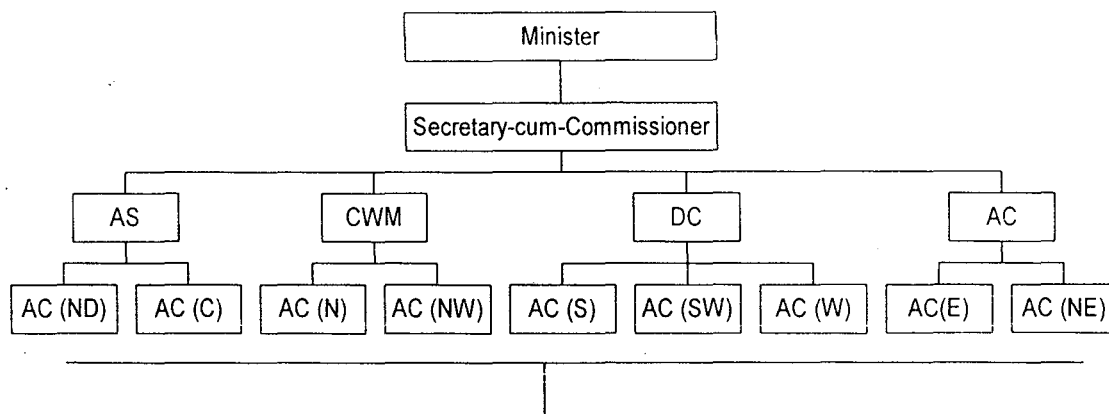 Minister
Secretary-cum-Commissioner
AS CWM DC AC
AC (ND) AC (C) AC (N) AC (NW) AC (S) AC (SW) AC (W) AC(E) AC (NE)